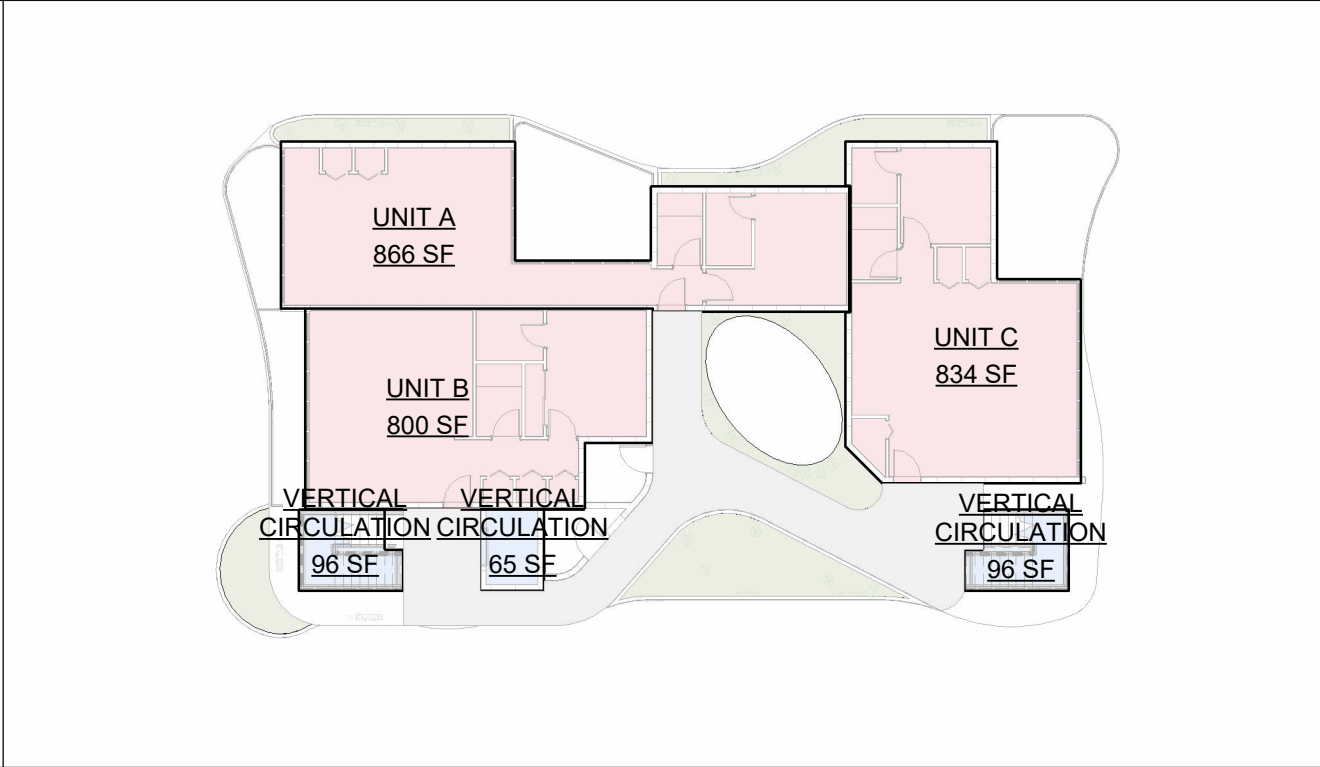 UNIT A
866 SF
UNIT B
800 SF
UNIT C
834 SF
VERTICAL
CIRCULATION
96 SF
VERTICAL
CIRCULATION
65 SF
VERTICAL
CIRCULATION
96 SF